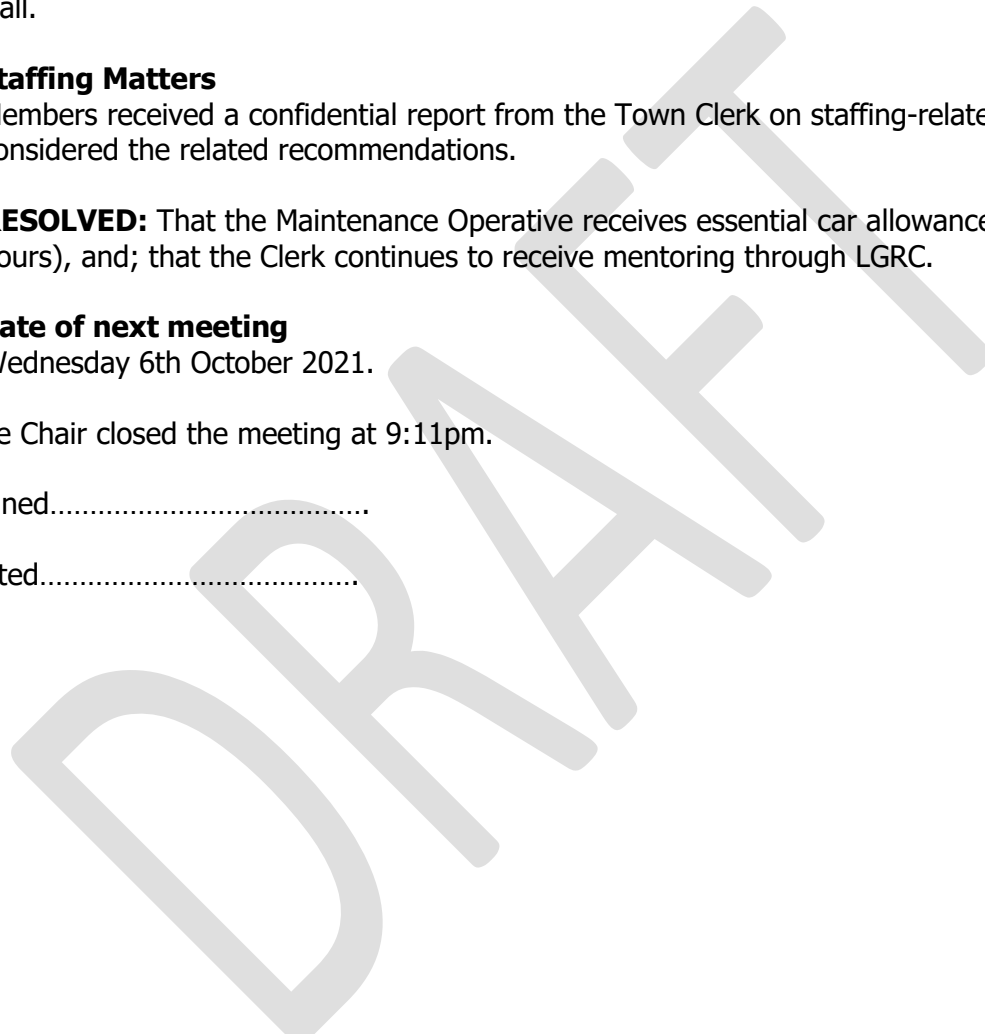 all.
taffing Matters
embers received a confidential report from the Town Clerk on staffing-relate
onsidered the related recommendations.
ESOLVED: That the Maintenance Operative receives essential car allowance
ours), and; that the Clerk continues to receive mentoring through LGRC.
ate of next meeting
ednesday 6th October 2021.
e Chair closed the meeting at 9:11pm.
ned………………………………….
ted………………………………….
DRAFT